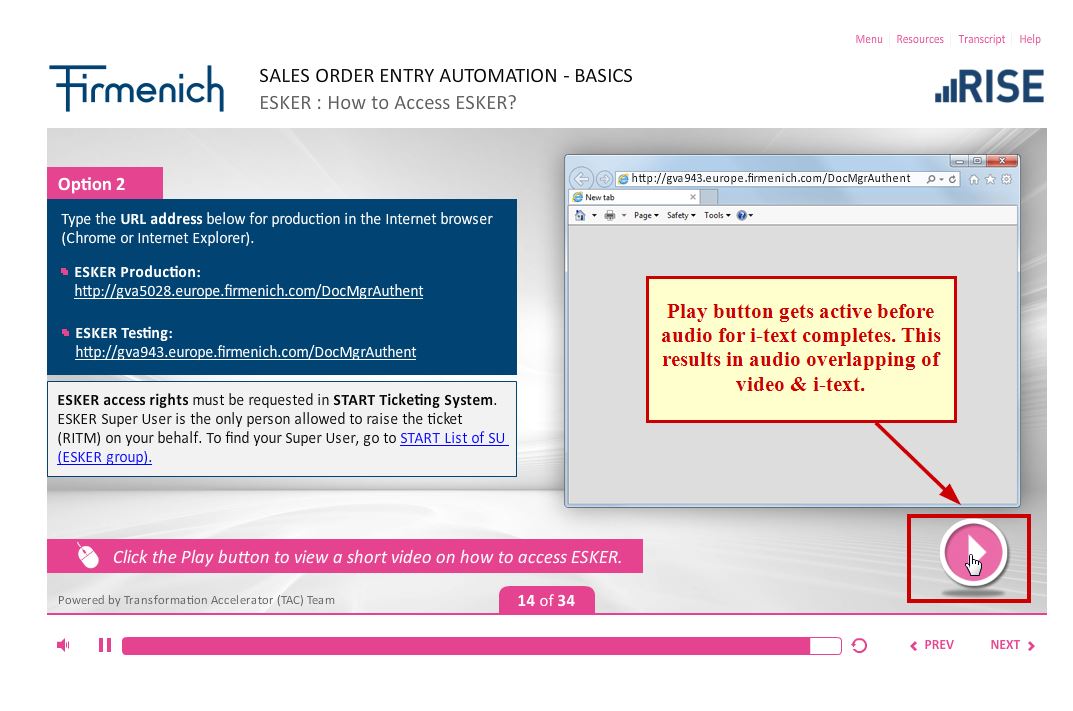 Menu Resources Transcript Help
Firmenich
SALES ORDER ENTRY AUTOMATION - BASICS
ESKER : How to Access ESKER?
RISE
Option 2
Type the URL address below for production in the Internet browser
(Chrome or Internet Explorer).
ESKER Production:
http://gva5028.europe.firmenich.com/DocMgrAuthent
ESKER Testing:
http://gva943.europe.firmenich.com/DocMgrAuthent
ESKER access rights must be requested in START Ticketing System.
ESKER Super User is the only person allowed to raise the ticket
(RITM) on your behalf. To find your Super User, go to START List of SU
(ESKER group).
http://gva943.europe.firmenich.com/DocMgrAuthent
New tab
Page Safety Tools
Play button gets active before
audio for i-text completes. This
results in audio overlapping of
video & i-text.
Click the Play button to view a short video on how to access ESKER.
Powered by Transformation Accelerator (TAC) Team
14 of 34
PREV NEXT